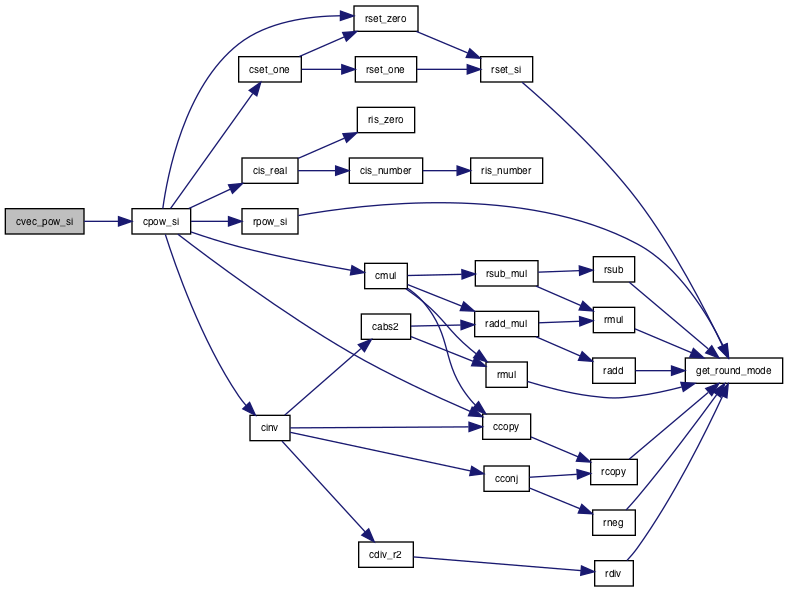 rset_zero
cset_one
rset_one
rset_si
ris_zero
cis_real
cis_number
ris_number
cvec_pow_si
cpow_si
rpow_si
cmul
rsub_mul
rsub
cabs2
radd_mul
rmul
rmul
radd
get_round_mode
cinv
ccopy
cconj
rcopy
rneg
cdiv_r2
rdiv